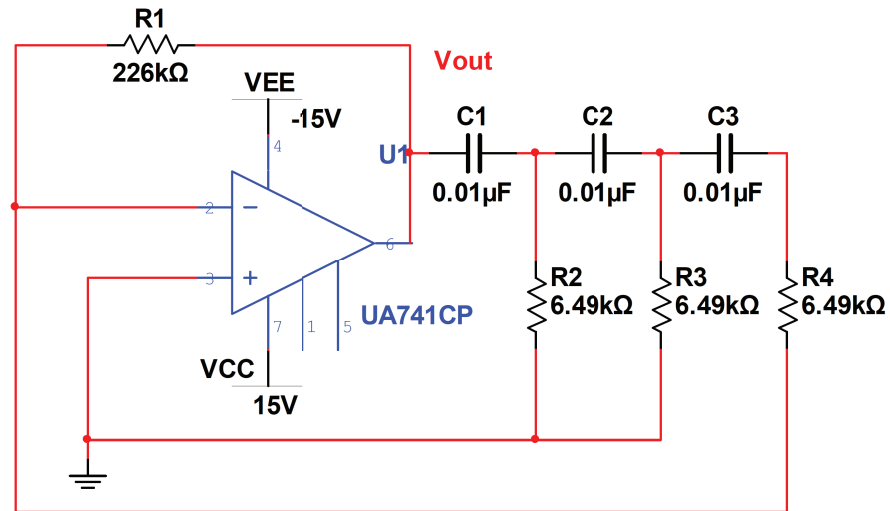 R1
226kΩ
Vout
VEE
-15V
4
U1
C1
C2
C3
0.01µF
0.01µF
0.01µF
2
−
6
3
+
R2
6.49kΩ
R3
6.49kΩ
R4
6.49kΩ
7
1
5
UA741CP
VCC
15V